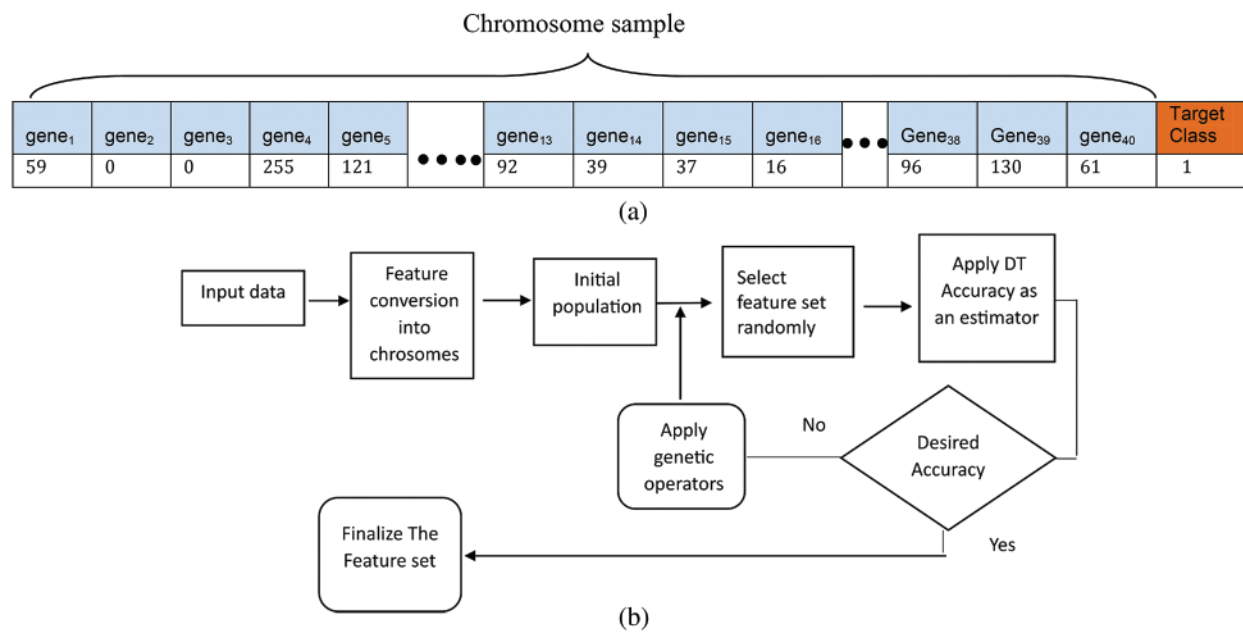 Chromosome sample
gene1 gene2 gene3 gene4 gene5 gene13 gene14 gene15 gene16 Gene38 Gene39 gene40 Target Class
59 0 0 255 121 92 39 37 16 96 130 61 1
(a)
Input data
Feature
conversion
into
chrosomes
Initial
population
Select
feature set
randomly
Apply DT
Accuracy as
an estimator
Desired
Accuracy
No
Apply
genetic
operators
Yes
Finalize The
Feature set
(b)